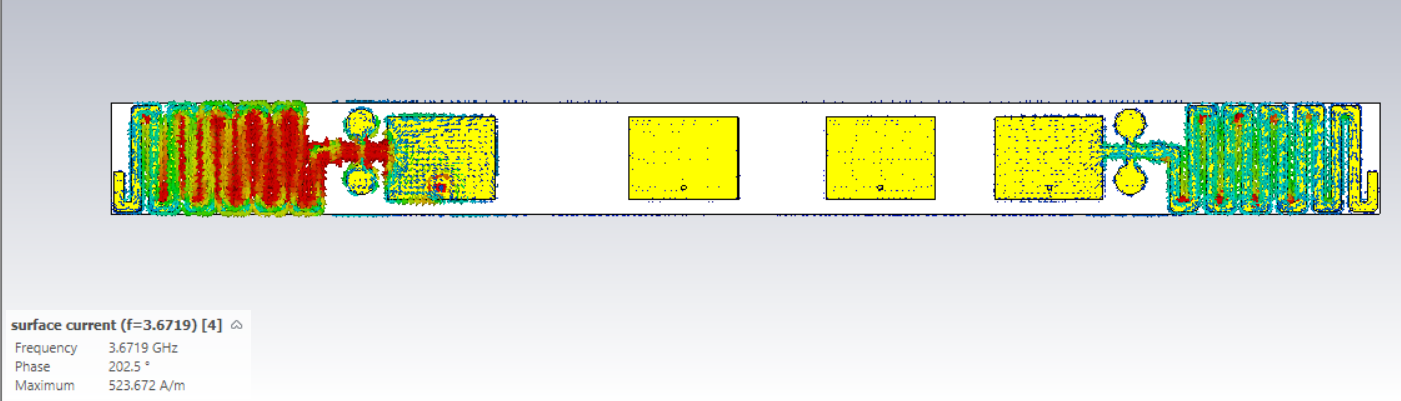 surface current (f=3.6719) [4]
Frequency 3.6719 GHz
Phase 202.5 °
Maximum 523.672 A/m